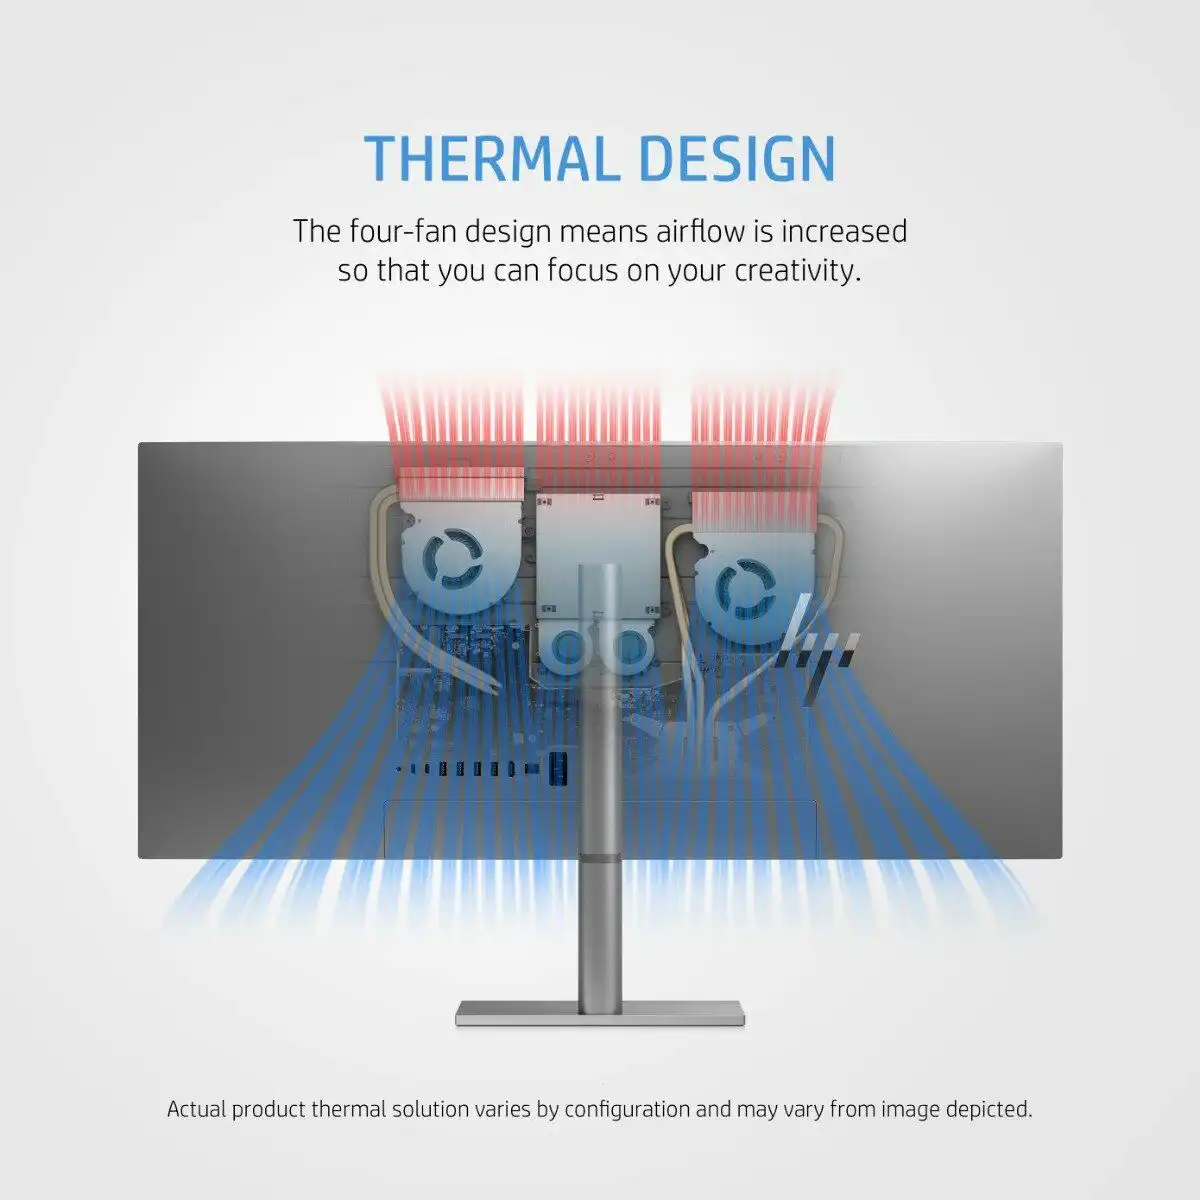 THERMAL DESIGN
The four-fan design means airflow is increased
so that you can focus on your creativity.
hp
Actual product thermal solution varies by configuration and may vary from image depicted.